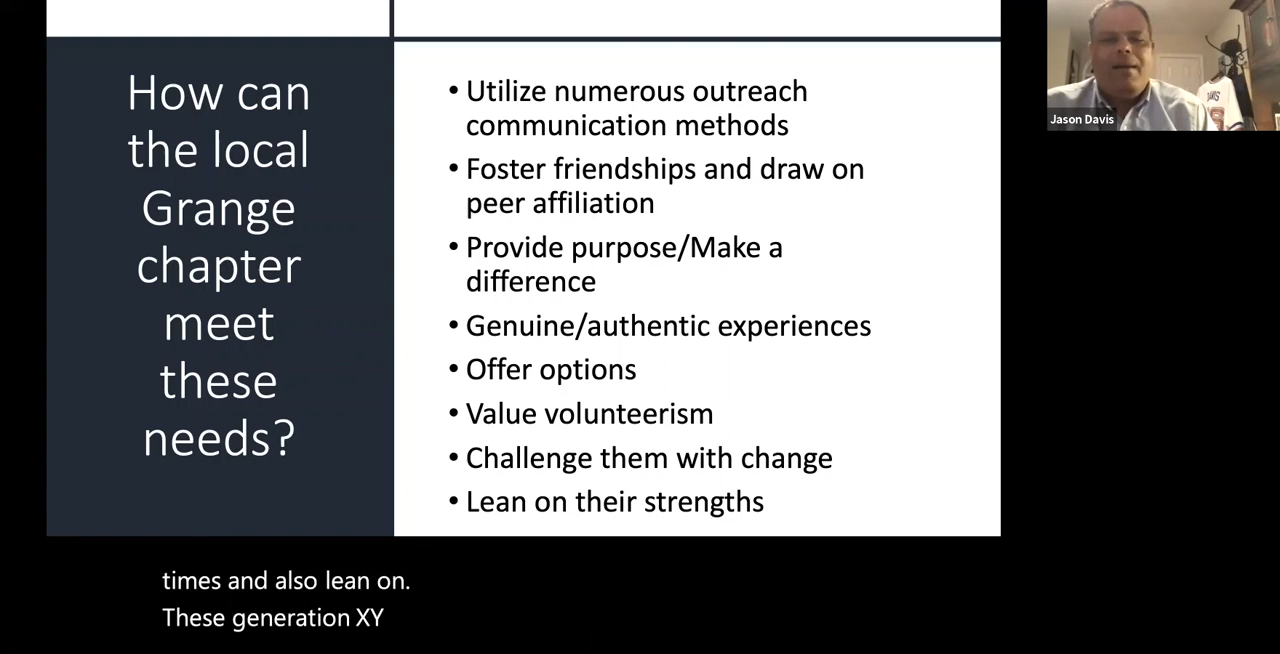 How can
the local
Grange
chapter
meet
these
needs?
• Utilize numerous outreach
communication methods
• Foster friendships and draw on
peer affiliation
• Provide purpose/Make a
difference
• Genuine/authentic experiences
• Offer options
• Value volunteerism
• Challenge them with change
• Lean on their strengths
Jason Davis
times and also lean on.
These generation XY